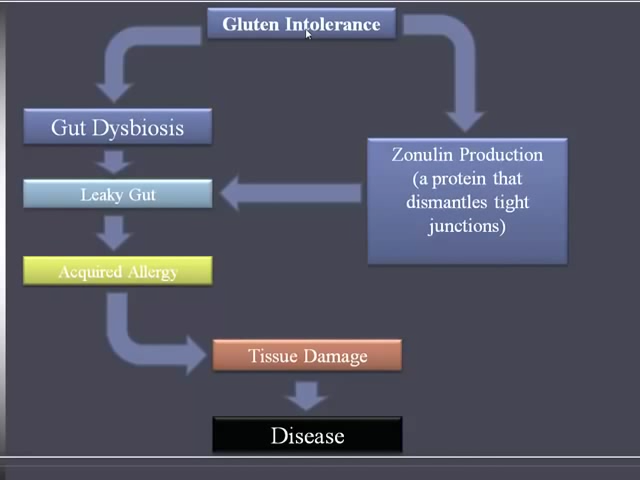 Gluten Intolerance
Gut Dysbiosis
Zonulin Production
(a protein that
dismantles tight
junctions)
Leaky Gut
Acquired Allergy
Tissue Damage
Disease